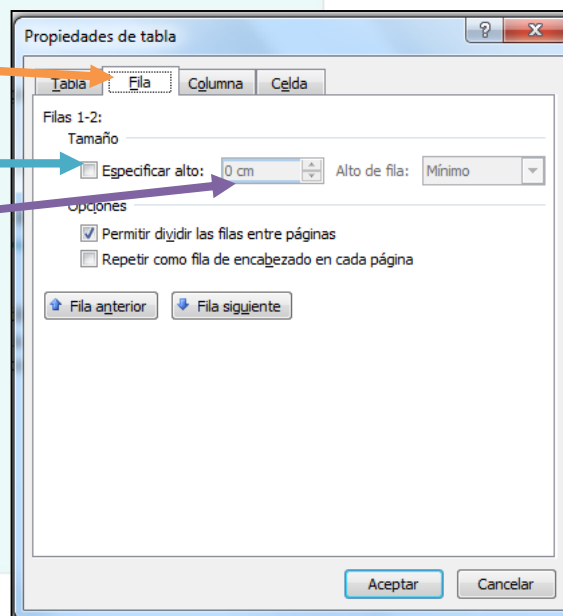 Propiedades de tabla
Tabla Fila Columna Celda
Filas 1-2:
Tamaño
Especificar alto: 0 cm Alto de fila: Mínimo
Opciones
Permitir dividir las filas entre páginas
Repetir como fila de encabezado en cada página
Fila anterior Fila siguiente
Aceptar Cancelar